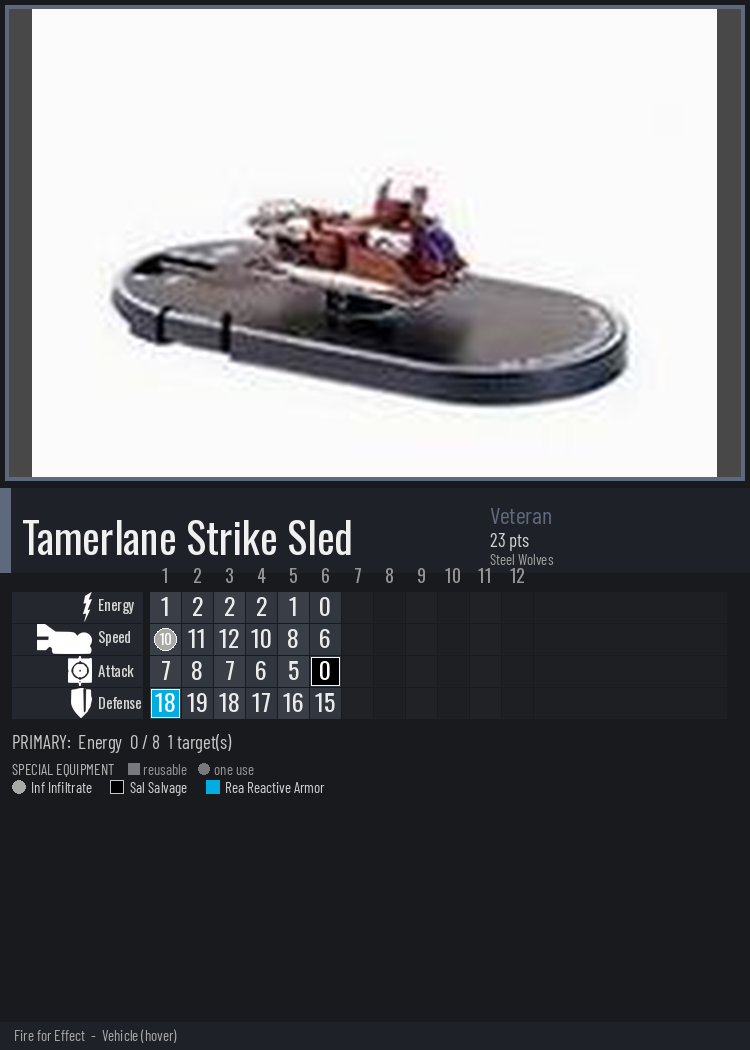 Tamerlane Strike Sled
Veteran
23 pts
Steel Wolves
1 2 3 4 5 6 7 8 9 10 11 12
Energy 1 2 2 2 1 0
Speed 10 11 12 10 8 6
Attack 7 8 7 6 5 0
Defense 18 19 18 17 16 15
PRIMARY: Energy 0 / 8 1 target(s)
SPECIAL EQUIPMENT reusable one use
Inf Infiltrate Sal Salvage Rea Reactive Armor
Fire for Effect - Vehicle (hover)